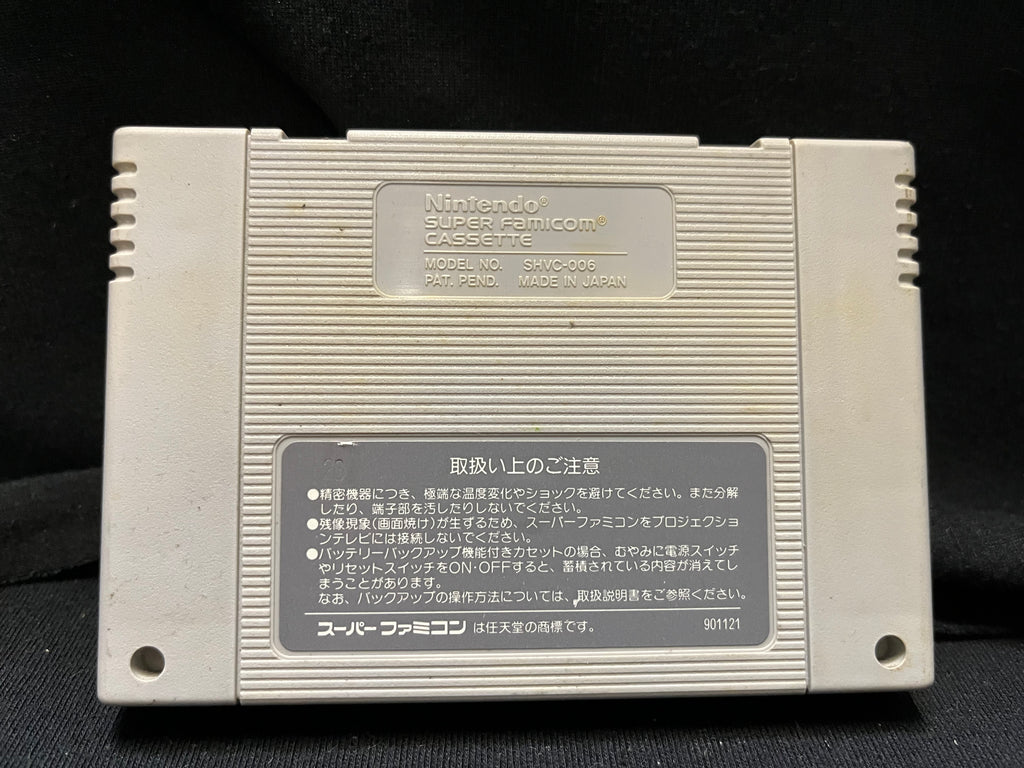 Nintendo®
SUPER FAMICOM®
CASSETTE
MODEL NO. SHVC-006
PAT. PEND. MADE IN JAPAN
20
取扱い上のご注意
●精密機器につき、極端な温度変化やショックを避けてください。また分解
したり、端子部を汚したりしないでください。
●残像現象(画面焼け)が生ずるため、スーパーファミコンをプロジェクショ
ンテレビには接続しないでください。
●バッテリーバックアップ機能付きカセットの場合、むやみに電源スイッチ
やリセットスイッチをON・OFFすると、蓄積されている内容が消えてし
まうことがあります。
なお、バックアップの操作方法については、取扱説明書をご参照ください。
スーパーファミコン は任天堂の商標です。 901121